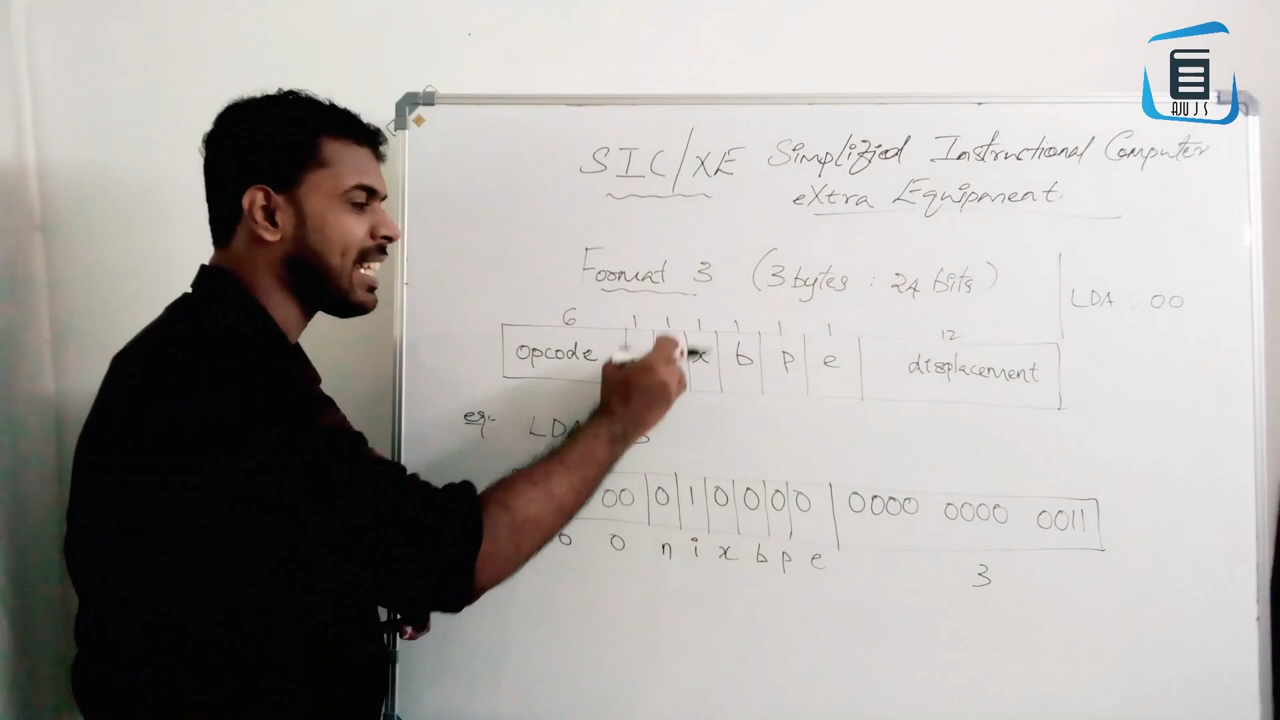 AJU J S
SIC/XE Simplified Instructional Computer
eXtra Equipment
Format 3 (3 bytes : 24 bits)
LDA : 00
6 1 1 1 1 1 1 12
opcode x b p e displacement
eg:- LDA
00 0 1 0 0 0 0 0000 0000 0011
0 0 n i x b p e 3